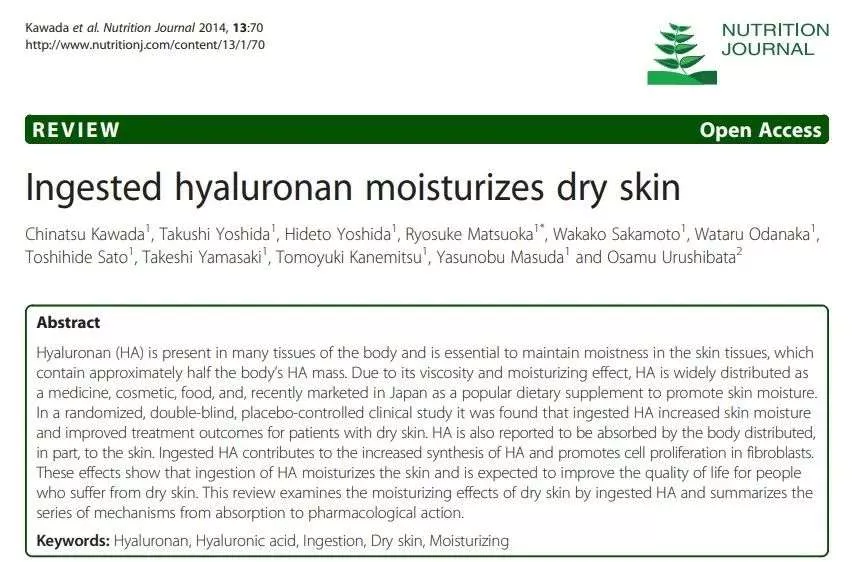 Kawada et al. Nutrition Journal 2014, 13:70
http://www.nutritionj.com/content/13/1/70
NUTRITION
JOURNAL
REVIEW
Open Access
Ingested hyaluronan moisturizes dry skin
Chinatsu Kawada1, Takushi Yoshida1, Hideto Yoshida1, Ryosuke Matsuoka1*, Wakako Sakamoto1, Wataru Odanaka1,
Toshihide Sato1, Takeshi Yamasaki1, Tomoyuki Kanemitsu1, Yasunobu Masuda1 and Osamu Urushibata2
Abstract
Hyaluronan (HA) is present in many tissues of the body and is essential to maintain moistness in the skin tissues, which
contain approximately half the body's HA mass. Due to its viscosity and moisturizing effect, HA is widely distributed as
a medicine, cosmetic, food, and, recently marketed in Japan as a popular dietary supplement to promote skin moisture.
In a randomized, double-blind, placebo-controlled clinical study it was found that ingested HA increased skin moisture
and improved treatment outcomes for patients with dry skin. HA is also reported to be absorbed by the body distributed,
in part, to the skin. Ingested HA contributes to the increased synthesis of HA and promotes cell proliferation in fibroblasts.
These effects show that ingestion of HA moisturizes the skin and is expected to improve the quality of life for people
who suffer from dry skin. This review examines the moisturizing effects of dry skin by ingested HA and summarizes the
series of mechanisms from absorption to pharmacological action.
Keywords: Hyaluronan, Hyaluronic acid, Ingestion, Dry skin, Moisturizing